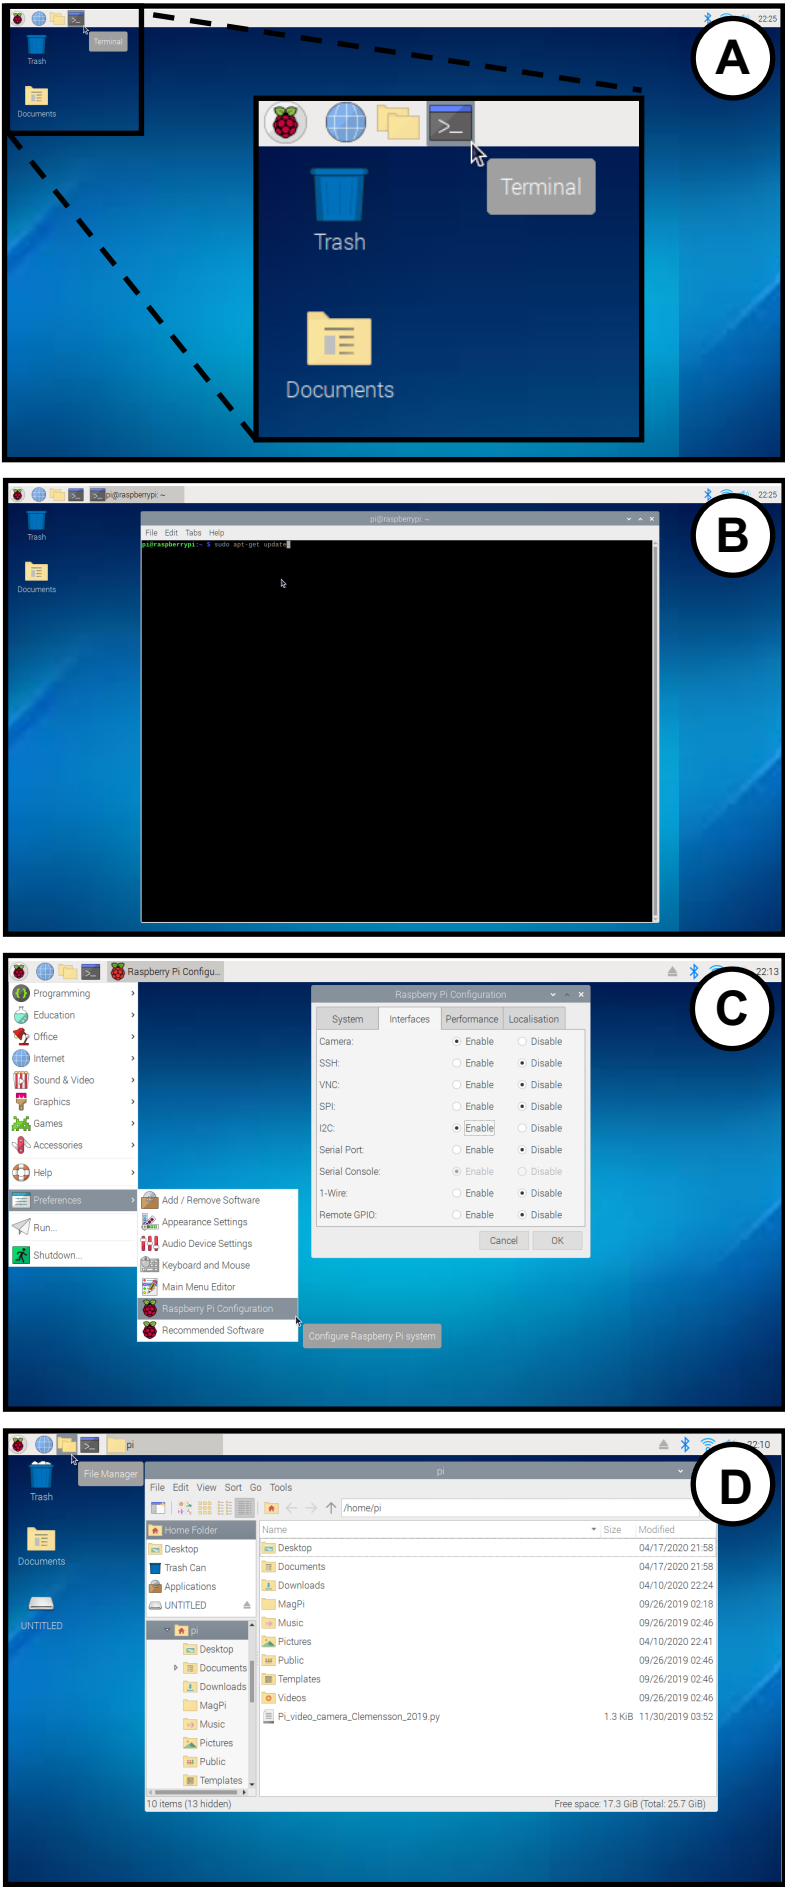 22:25
A
Terminal
Trash
Documents
>_
Terminal
Trash
Documents
pi@raspberrypi: ~
22:25
B
Trash
Documents
pi@raspberrypi: ~
File Edit Tabs Help
pi@raspberrypi:~ $ sudo apt-get update
Raspberry Pi Configu...
22:13
C
Programming
Education
Office
Internet
Sound & Video
Graphics
Games
Accessories
Help
Preferences
Run...
Shutdown...
Add / Remove Software
Appearance Settings
Audio Device Settings
Keyboard and Mouse
Main Menu Editor
Raspberry Pi Configuration
Recommended Software
Configure Raspberry Pi system
Raspberry Pi Configuration
System Interfaces Performance Localisation
Camera: Enable Disable
SSH: Enable Disable
VNC: Enable Disable
SPI: Enable Disable
I2C: Enable Disable
Serial Port: Enable Disable
Serial Console: Enable Disable
1-Wire: Enable Disable
Remote GPIO: Enable Disable
Cancel OK
pi
22:10
D
File Manager
Trash
Documents
UNTITLED
pi
File Edit View Sort Go Tools
/home/pi
Home Folder
Desktop
Trash Can
Applications
UNTITLED
pi
Desktop
Documents
Downloads
MagPi
Music
Pictures
Public
Templates
Name Size Modified
Desktop 04/17/2020 21:58
Documents 04/17/2020 21:58
Downloads 04/10/2020 22:24
MagPi 09/26/2019 02:18
Music 09/26/2019 02:46
Pictures 04/10/2020 22:41
Public 09/26/2019 02:46
Templates 09/26/2019 02:46
Videos 09/26/2019 02:46
Pi_video_camera_Clemensson_2019.py 1.3 KiB 11/30/2019 03:52
10 items (13 hidden) Free space: 17.3 GiB (Total: 25.7 GiB)